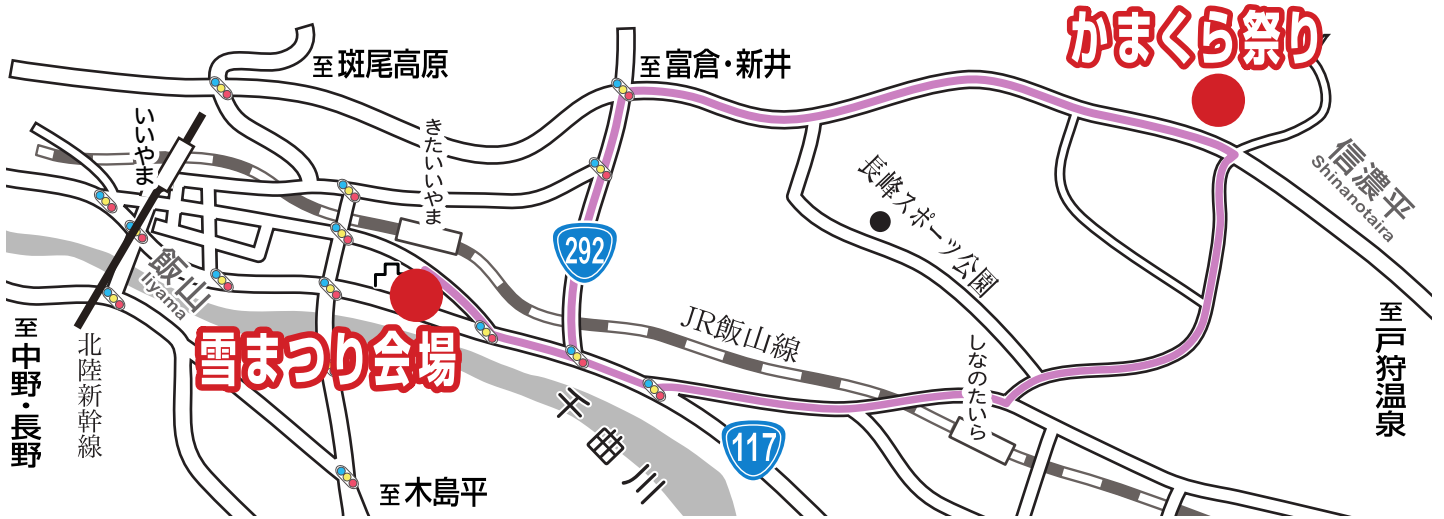 かまくら祭り
至 斑尾高原
至 富倉・新井
いいやま
きたいいやま
長峰スポーツ公園
信濃平
Shinanotaira
292
飯山
Iiyama
雪まつり会場
JR飯山線
しなのたいら
至 戸狩温泉
至 中野・長野
北陸新幹線
千曲川
117
至 木島平